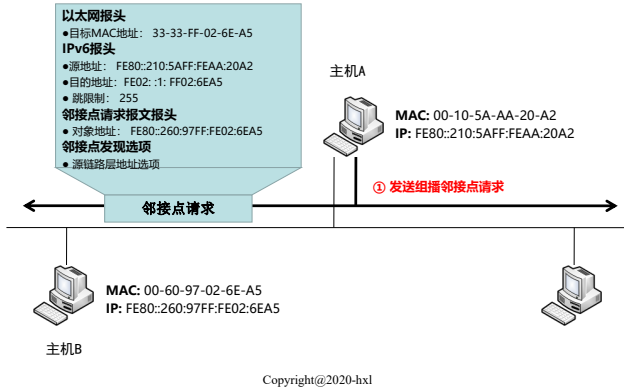 以太网报头
●目标MAC地址： 33-33-FF-02-6E-A5
IPv6报头
●源地址： FE80::210:5AFF:FEAA:20A2
●目的地址： FE02: :1: FF02:6EA5
● 跳限制： 255
邻接点请求报文报头
● 对象地址： FE80::260:97FF:FE02:6EA5
邻接点发现选项
● 源链路层地址选项
邻接点请求
主机A
MAC: 00-10-5A-AA-20-A2
IP: FE80::210:5AFF:FEAA:20A2
① 发送组播邻接点请求
MAC: 00-60-97-02-6E-A5
IP: FE80::260:97FF:FE02:6EA5
主机B
Copyright@2020-hxl